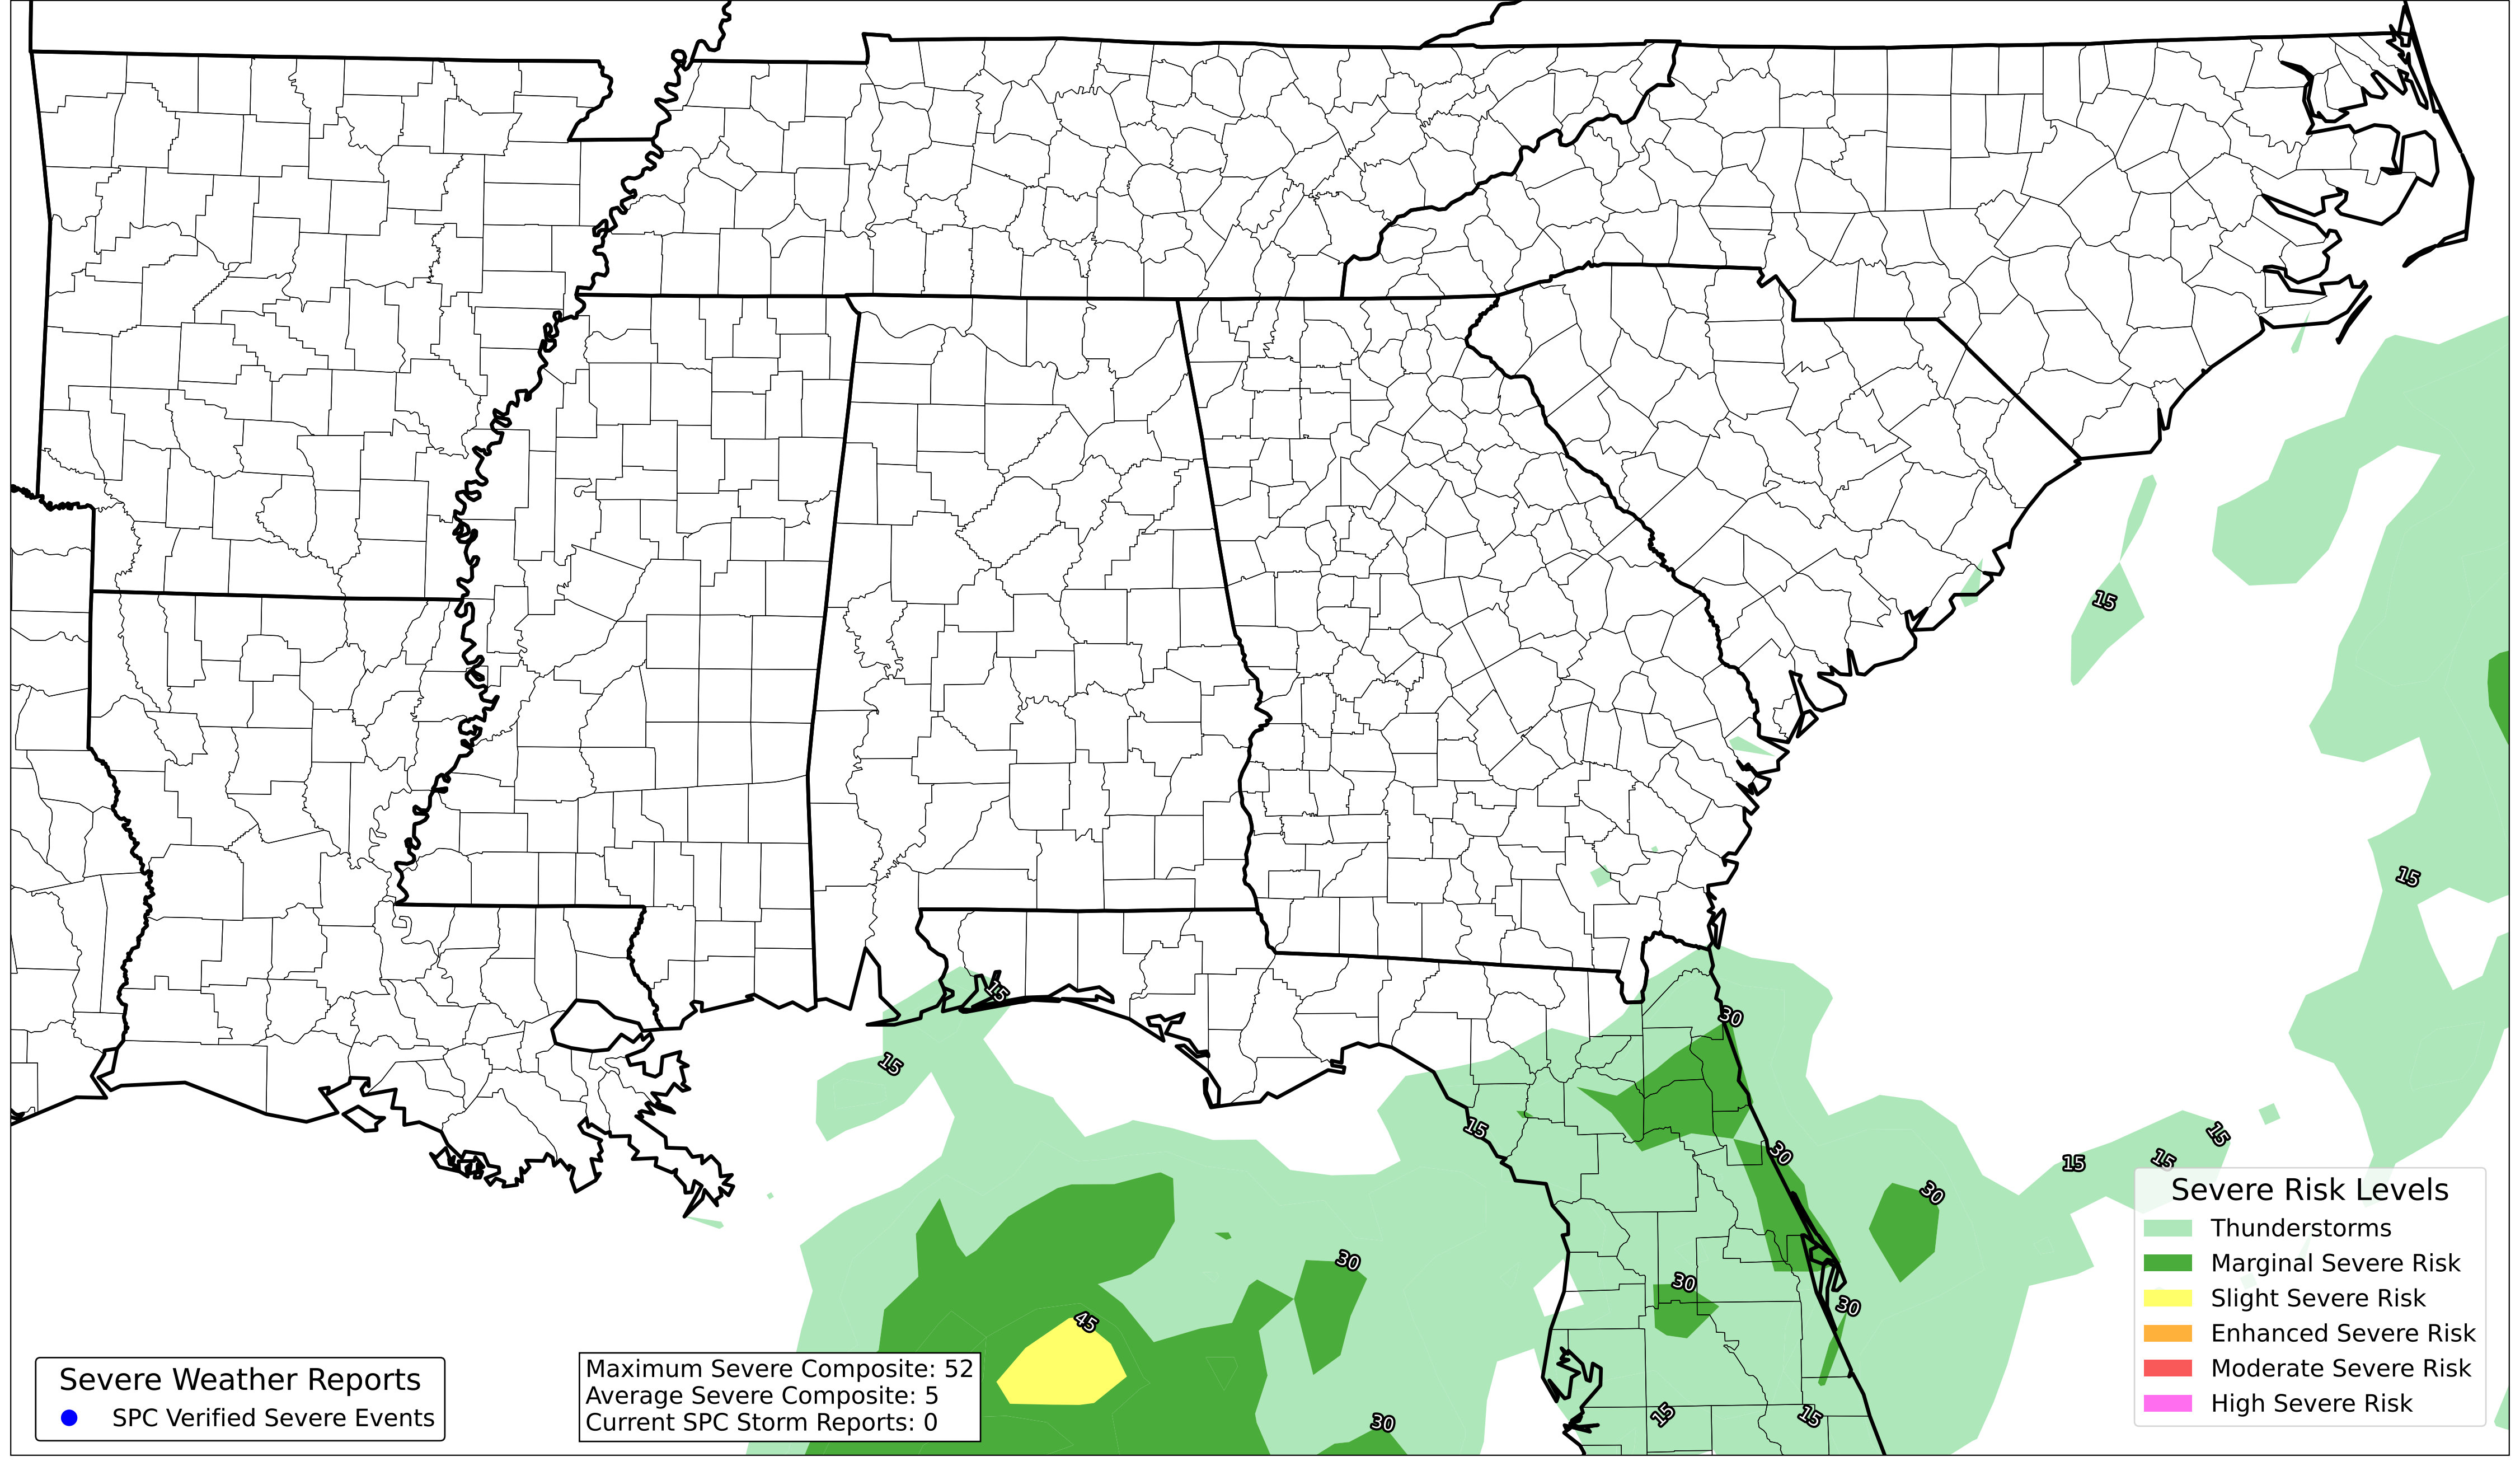 15
15
15
15
30
15
30
15
15
15
30
30
30
30
45
30
15
15
Severe Risk Levels
Thunderstorms
Marginal Severe Risk
Slight Severe Risk
Enhanced Severe Risk
Moderate Severe Risk
High Severe Risk
Severe Weather Reports
SPC Verified Severe Events
Maximum Severe Composite: 52
Average Severe Composite: 5
Current SPC Storm Reports: 0
30